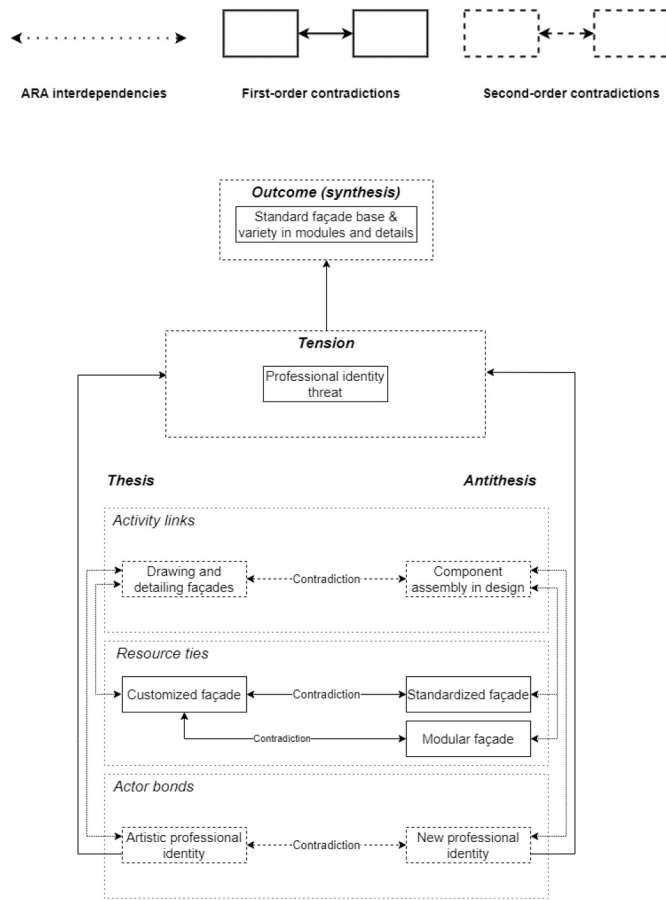 ARA interdependencies
First-order contradictions
Second-order contradictions
Outcome (synthesis)
Standard façade base &
variety in modules and details
Tension
Professional identity
threat
Thesis
Antithesis
Activity links
Drawing and
detailing façades
Contradiction
Component
assembly in design
Resource ties
Customized façade
Contradiction
Standardized façade
Contradiction
Modular façade
Actor bonds
Artistic professional
identity
Contradiction
New professional
identity